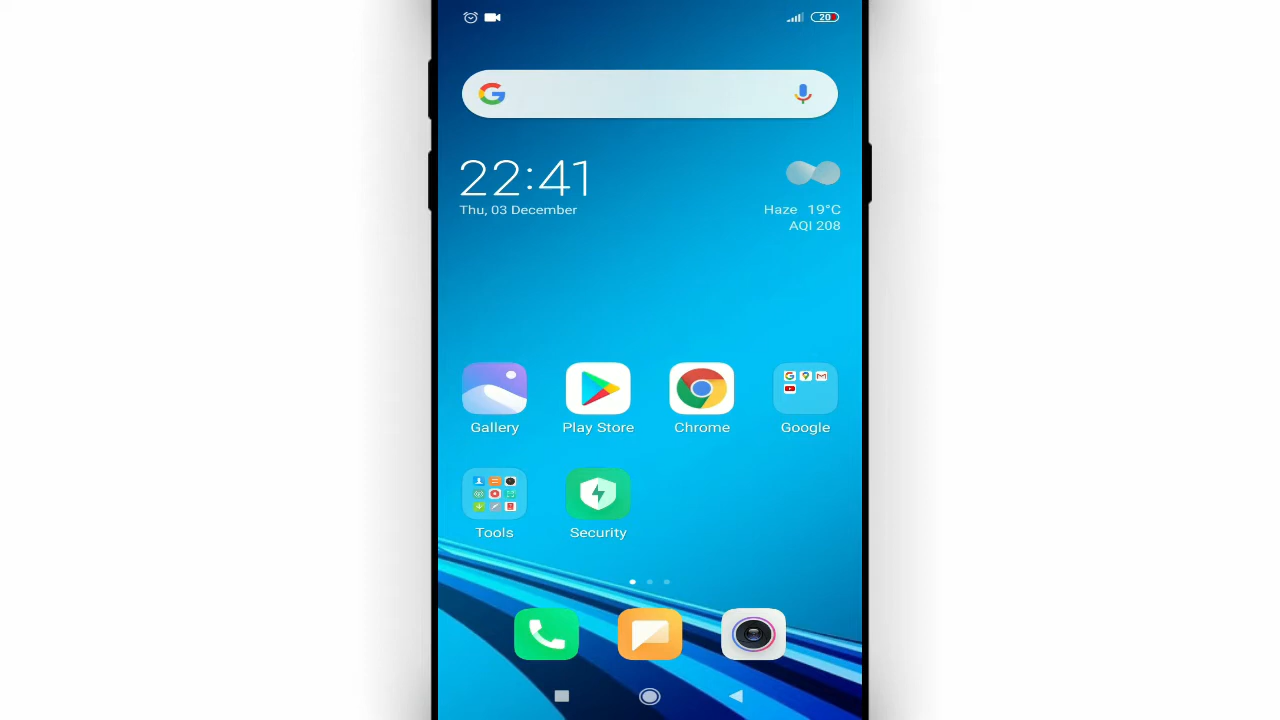 20
22:41
Thu, 03 December
Haze 19°C
AQI 208
Gallery
Play Store
Chrome
Google
Tools
Security